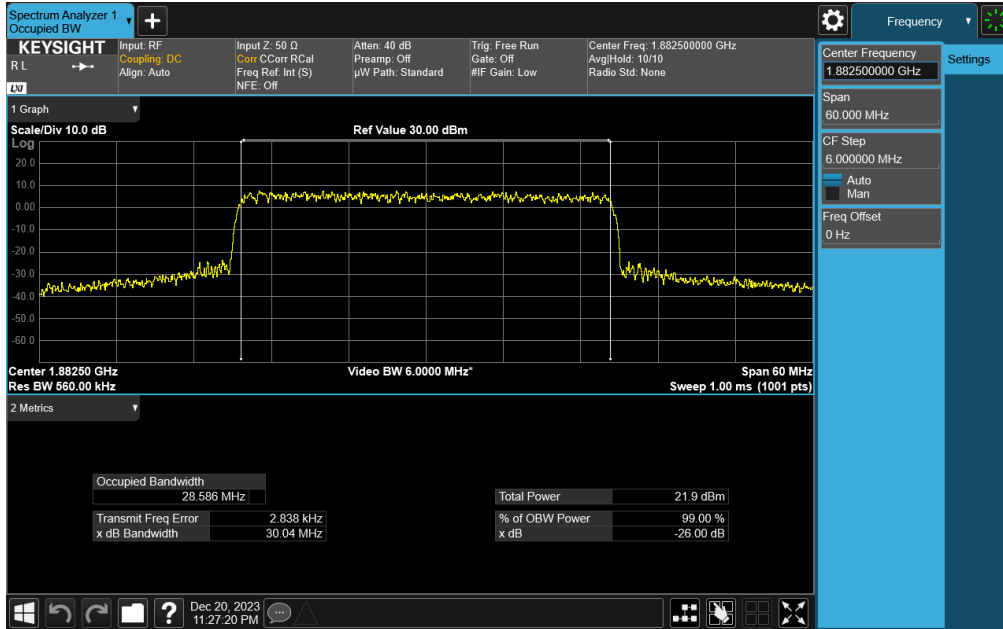 Spectrum Analyzer 1
Occupied BW
Frequency
KEYSIGHT
R L
LXI
Input: RF
Coupling: DC
Align: Auto
Input Z: 50 Ω
Corr CCorr RCal
Freq Ref: Int (S)
NFE: Off
Atten: 40 dB
Preamp: Off
µW Path: Standard
Trig: Free Run
Gate: Off
#IF Gain: Low
Center Freq: 1.882500000 GHz
Avg|Hold: 10/10
Radio Std: None
1 Graph
Scale/Div 10.0 dB
Ref Value 30.00 dBm
Log
20.0
10.0
0.00
-10.0
-20.0
-30.0
-40.0
-50.0
-60.0
Center 1.88250 GHz
Video BW 6.0000 MHz*
Span 60 MHz
Res BW 560.00 kHz
Sweep 1.00 ms (1001 pts)
2 Metrics
Occupied Bandwidth
28.586 MHz
Transmit Freq Error 2.838 kHz
x dB Bandwidth 30.04 MHz
Total Power 21.9 dBm
% of OBW Power 99.00 %
x dB -26.00 dB
Center Frequency
1.882500000 GHz
Span
60.000 MHz
CF Step
6.000000 MHz
Auto
Man
Freq Offset
0 Hz
Settings
?
Dec 20, 2023
11:27:20 PM